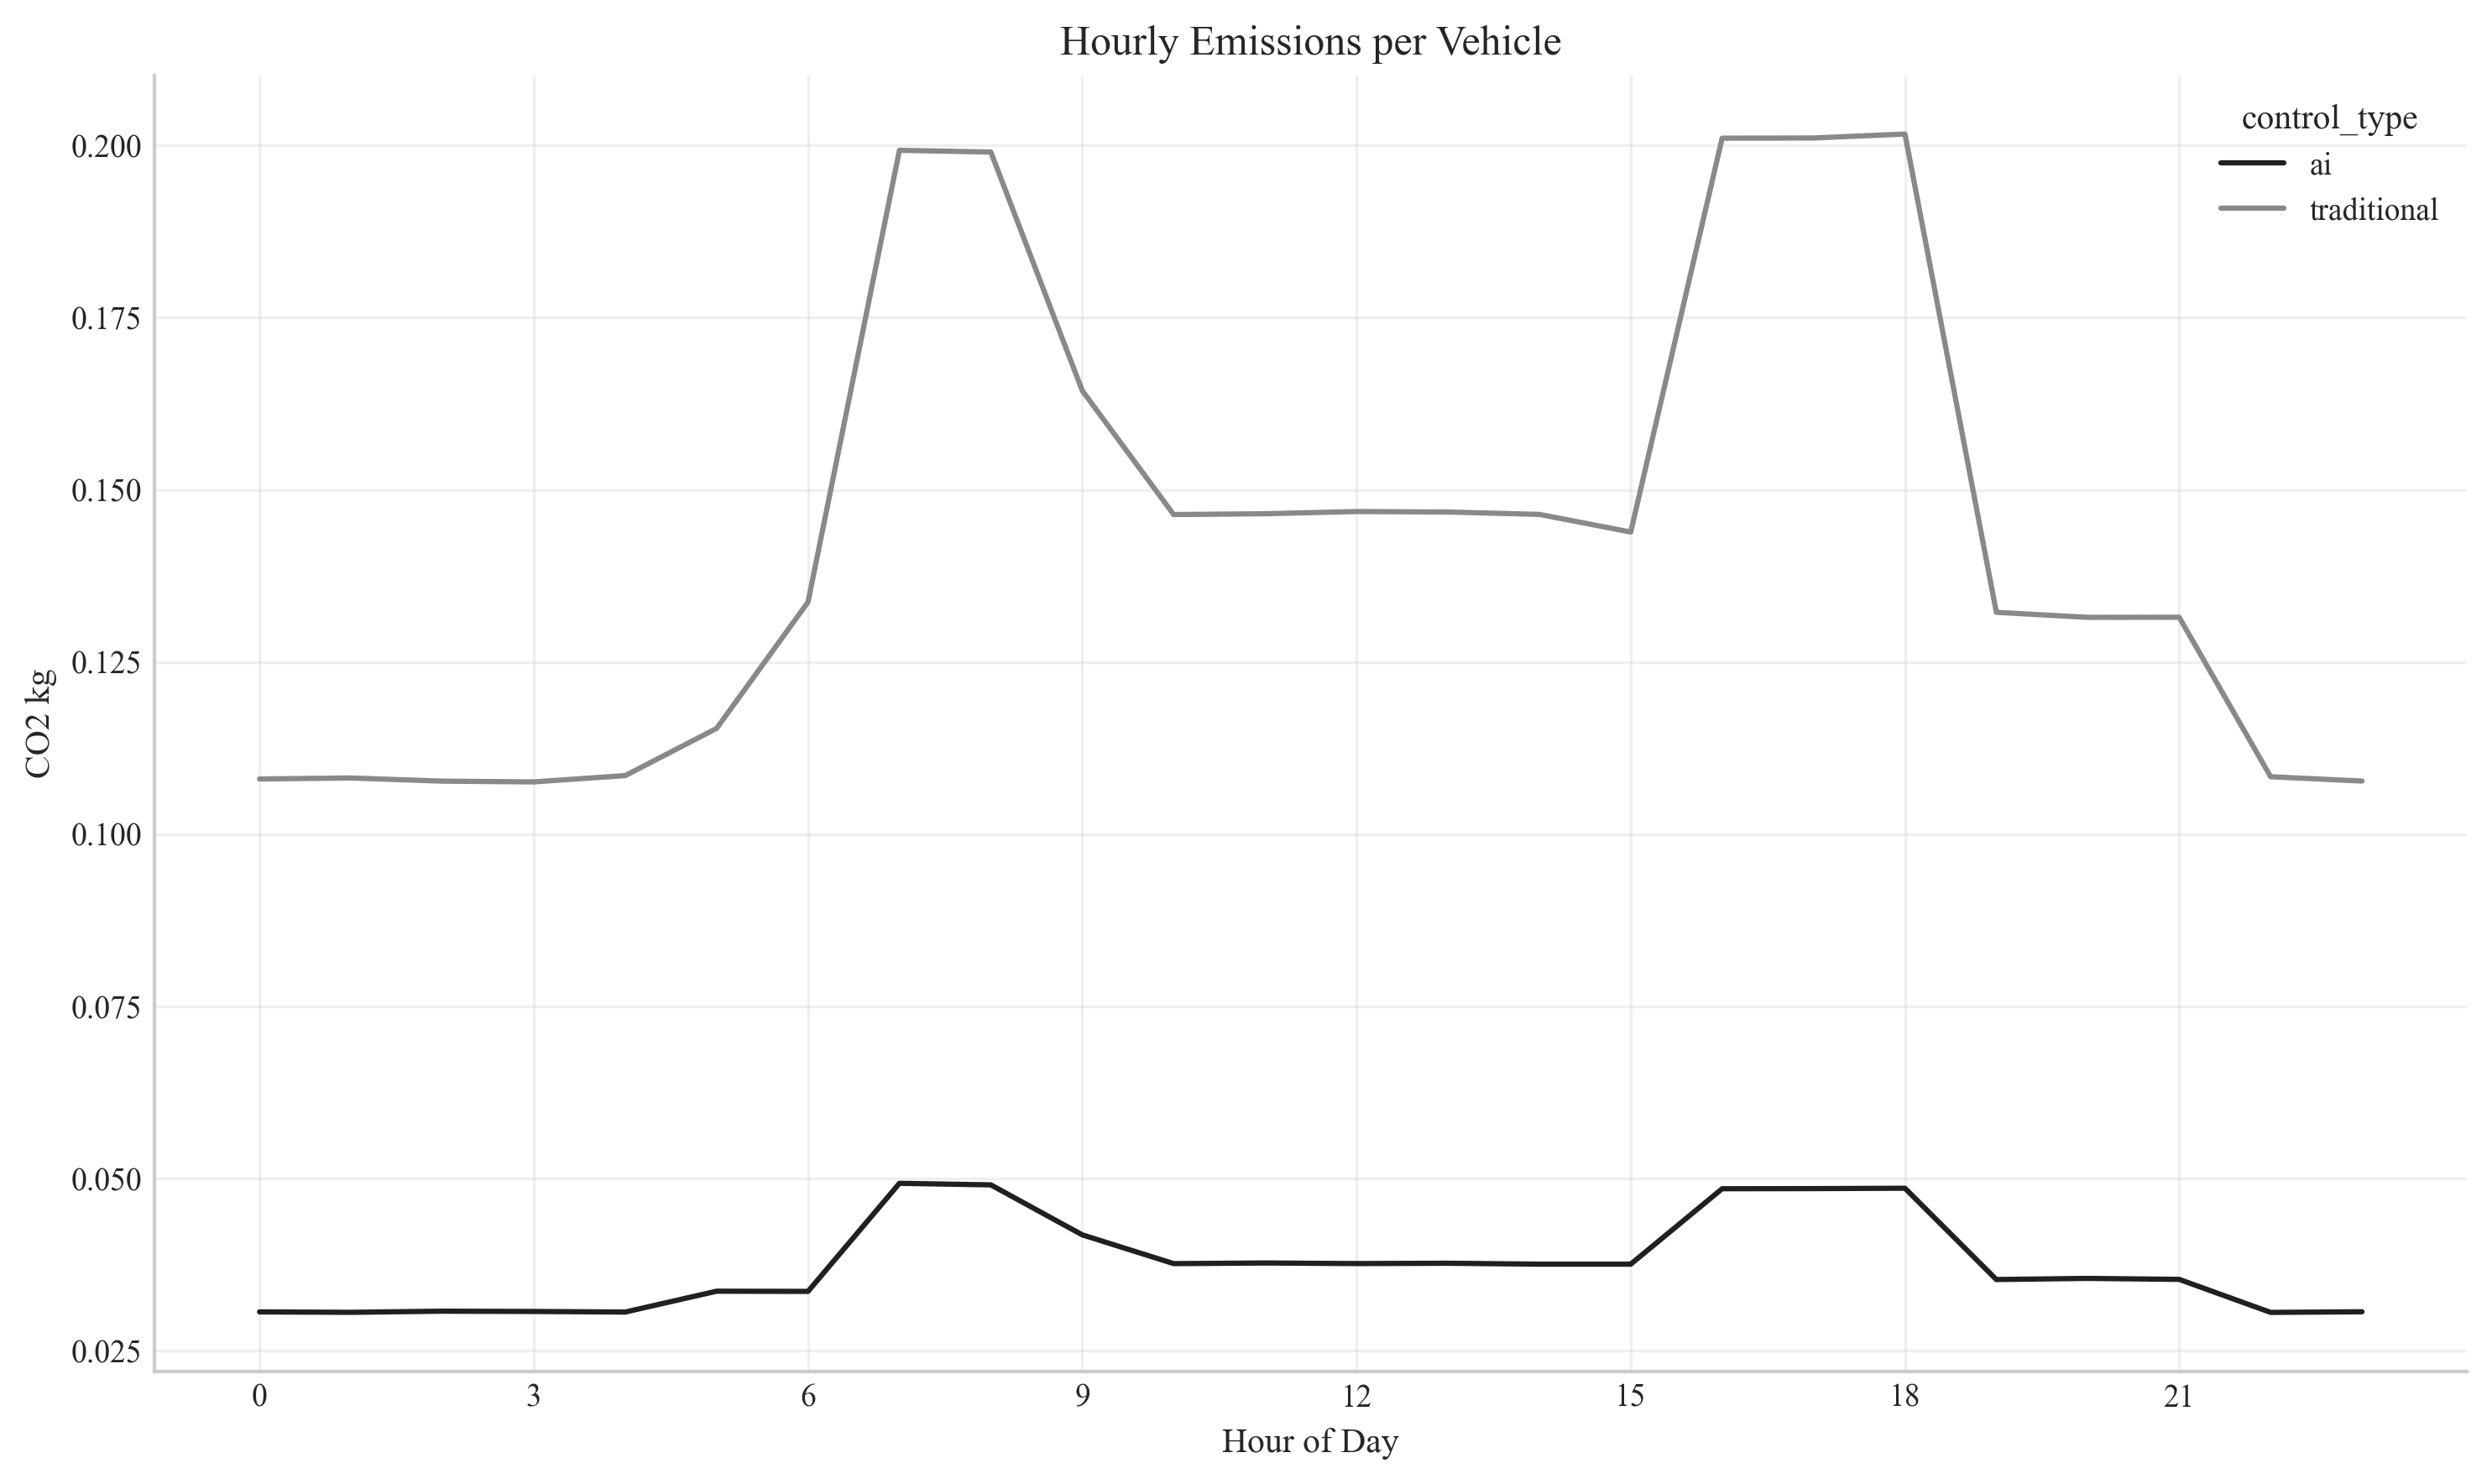 Hourly Emissions per Vehicle
control_type
ai
traditional
0.200
0.175
0.150
0.125
0.100
0.075
0.050
0.025
CO2 kg
0 3 6 9 12 15 18 21
Hour of Day